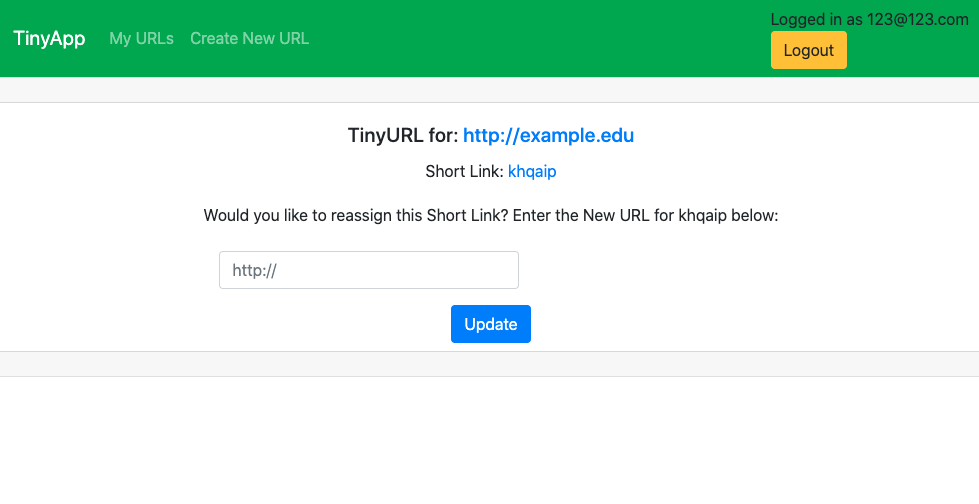 TinyApp My URLs Create New URL
Logged in as 123@123.com
Logout
TinyURL for: http://example.edu
Short Link: khqaip
Would you like to reassign this Short Link? Enter the New URL for khqaip below:
http://
Update